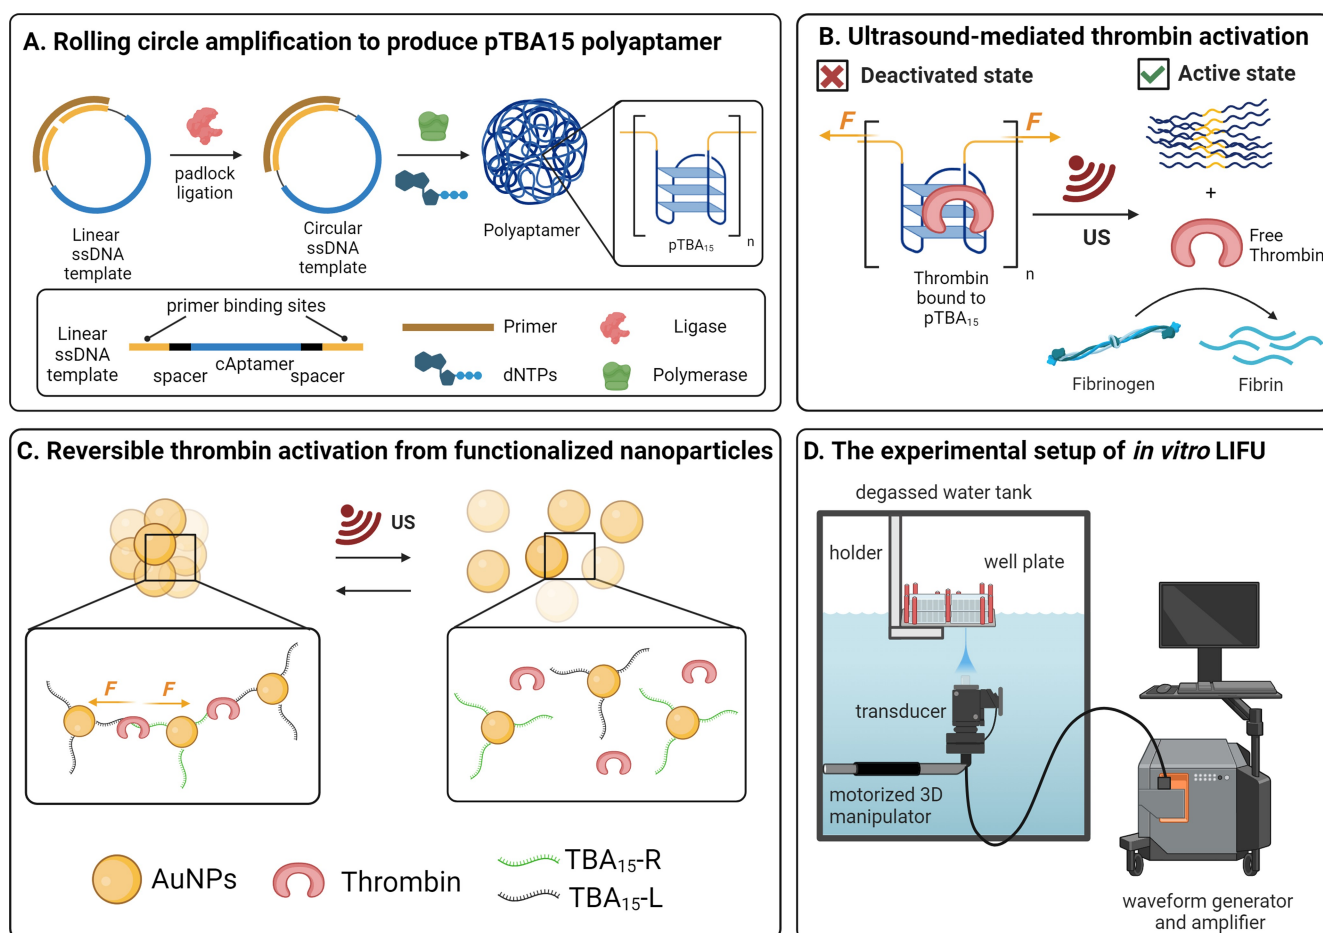 A. Rolling circle amplification to produce pTBA15 polyaptamer
padlock
ligation
Linear
ssDNA
template
Circular
ssDNA
template
Polyaptamer
pTBA₁₅
n
primer binding sites
Linear
ssDNA
template
spacer
cAptamer
spacer
Primer
dNTPs
Ligase
Polymerase
B. Ultrasound-mediated thrombin activation
Deactivated state
Active state
F
F
n
Thrombin
bound to
pTBA₁₅
US
+
Free
Thrombin
Fibrinogen
Fibrin
C. Reversible thrombin activation from functionalized nanoparticles
US
F
F
AuNPs
Thrombin
TBA₁₅-R
TBA₁₅-L
D. The experimental setup of in vitro LIFU
degassed water tank
holder
well plate
transducer
motorized 3D
manipulator
waveform generator
and amplifier